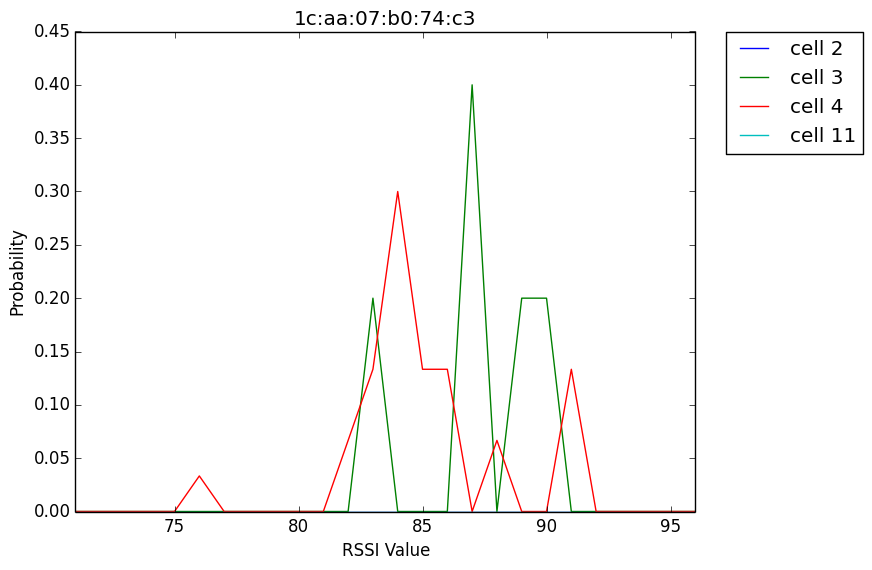 1c:aa:07:b0:74:c3
0.45
0.40
0.35
0.30
0.25
0.20
0.15
0.10
0.05
0.00
Probability
75 80 85 90 95
RSSI Value
cell 2
cell 3
cell 4
cell 11